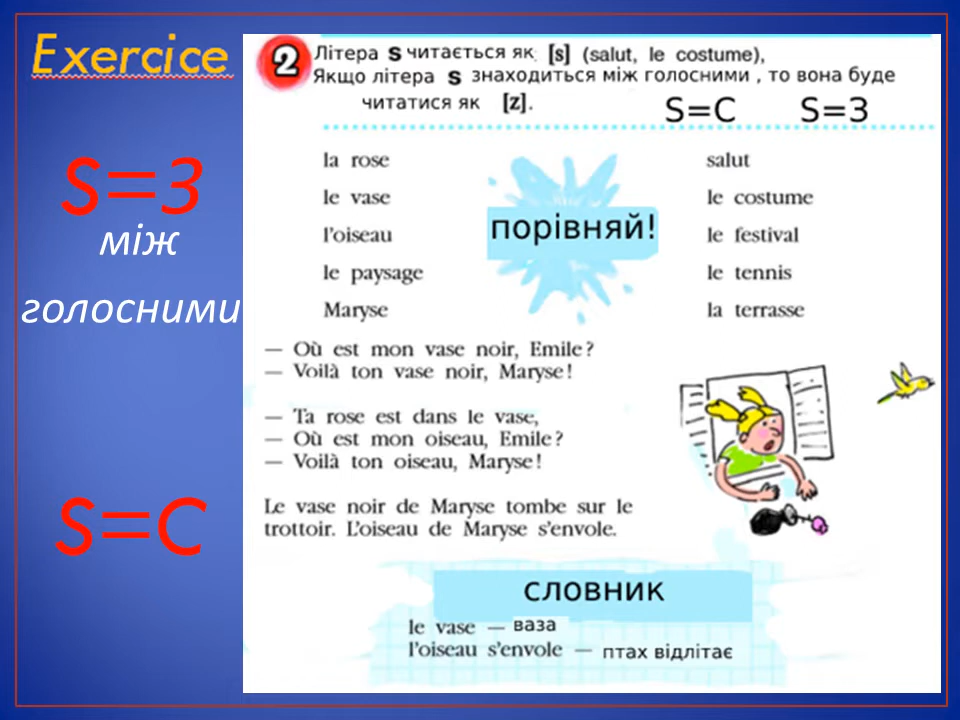 Exercice
S=З
між
голосними
S=С
2 Літера s читається як [s] (salut, le costume),
Якщо літера s знаходиться між голосними , то вона буде
читатися як [z].
S=С S=З
la rose
le vase
l'oiseau
le paysage
Maryse
порівняй!
salut
le costume
le festival
le tennis
la terrasse
— Où est mon vase noir, Emile?
— Voilà ton vase noir, Maryse!
— Ta rose est dans le vase,
— Où est mon oiseau, Emile?
— Voilà ton oiseau, Maryse!
Le vase noir de Maryse tombe sur le
trottoir. L'oiseau de Maryse s'envole.
словник
le vase — ваза
l'oiseau s'envole — птах відлітає